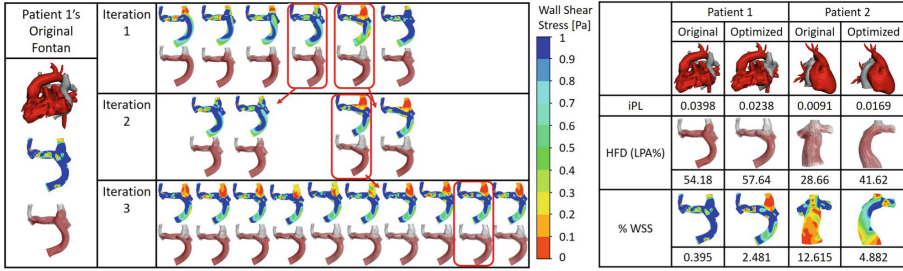 Patient 1's
Original
Fontan
Iteration
1
Iteration
2
Iteration
3
Wall Shear
Stress [Pa]
1
0.9
0.8
0.7
0.6
0.5
0.4
0.3
0.2
0.1
0
Patient 1 Patient 2
Original Optimized Original Optimized
iPL 0.0398 0.0238 0.0091 0.0169
HFD (LPA%)
54.18 57.64 28.66 41.62
% WSS
0.395 2.481 12.615 4.882